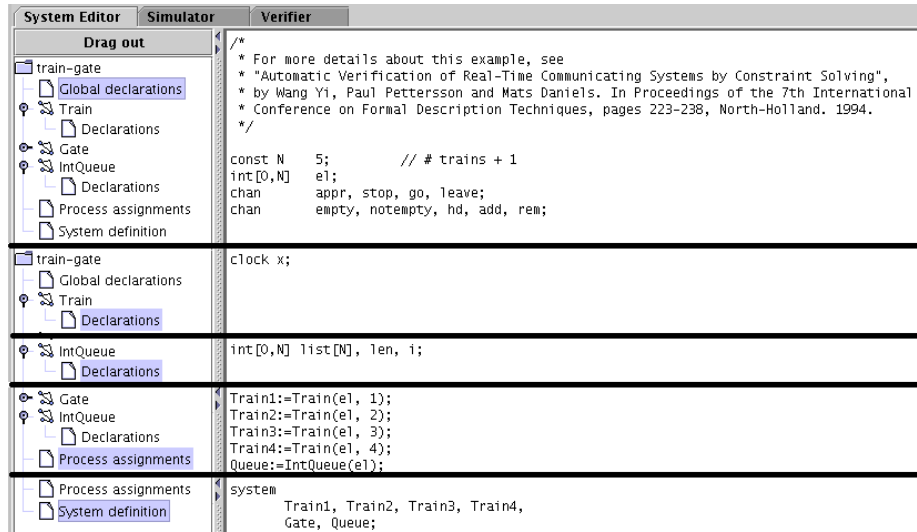 System Editor Simulator Verifier
Drag out
train-gate
Global declarations
Train
Declarations
Gate
IntQueue
Declarations
Process assignments
System definition
/*
* For more details about this example, see
* "Automatic Verification of Real-Time Communicating Systems by Constraint Solving",
* by Wang Yi, Paul Pettersson and Mats Daniels. In Proceedings of the 7th International
* Conference on Formal Description Techniques, pages 223-238, North-Holland. 1994.
*/
const N 5; // # trains + 1
int[0,N] el;
chan appr, stop, go, leave;
chan empty, notempty, hd, add, rem;
train-gate
Global declarations
Train
Declarations
clock x;
IntQueue
Declarations
int[0,N] list[N], len, i;
Gate
IntQueue
Declarations
Process assignments
Train1:=Train(el, 1);
Train2:=Train(el, 2);
Train3:=Train(el, 3);
Train4:=Train(el, 4);
Queue:=IntQueue(el);
Process assignments
System definition
system
Train1, Train2, Train3, Train4,
Gate, Queue;